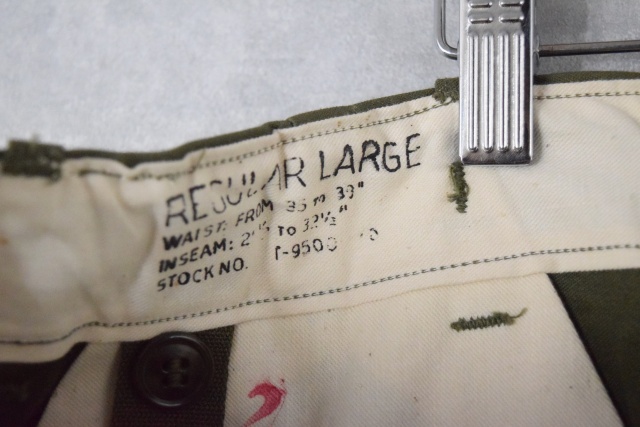 REGULAR LARGE
WAIST: FROM 35 TO 39"
INSEAM: TO 32½"
STOCK NO.